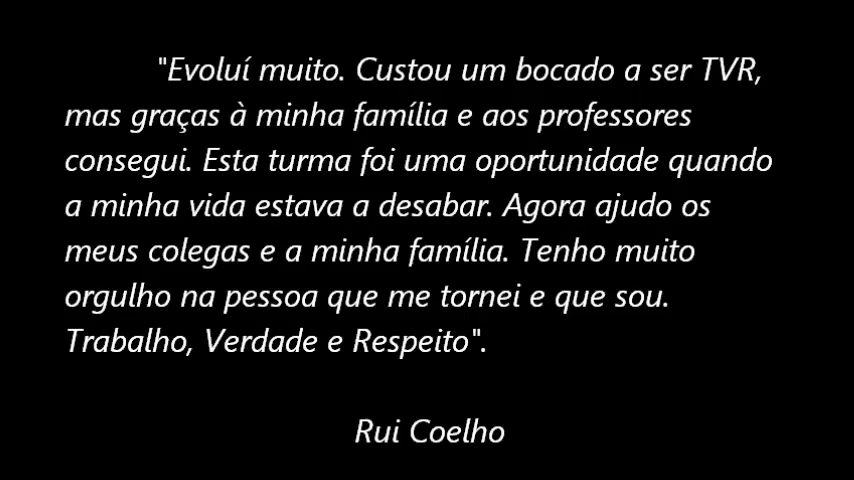 "Evoluí muito. Custou um bocado a ser TVR,
mas graças à minha família e aos professores
consegui. Esta turma foi uma oportunidade quando
a minha vida estava a desabar. Agora ajudo os
meus colegas e a minha família. Tenho muito
orgulho na pessoa que me tornei e que sou.
Trabalho, Verdade e Respeito".
Rui Coelho